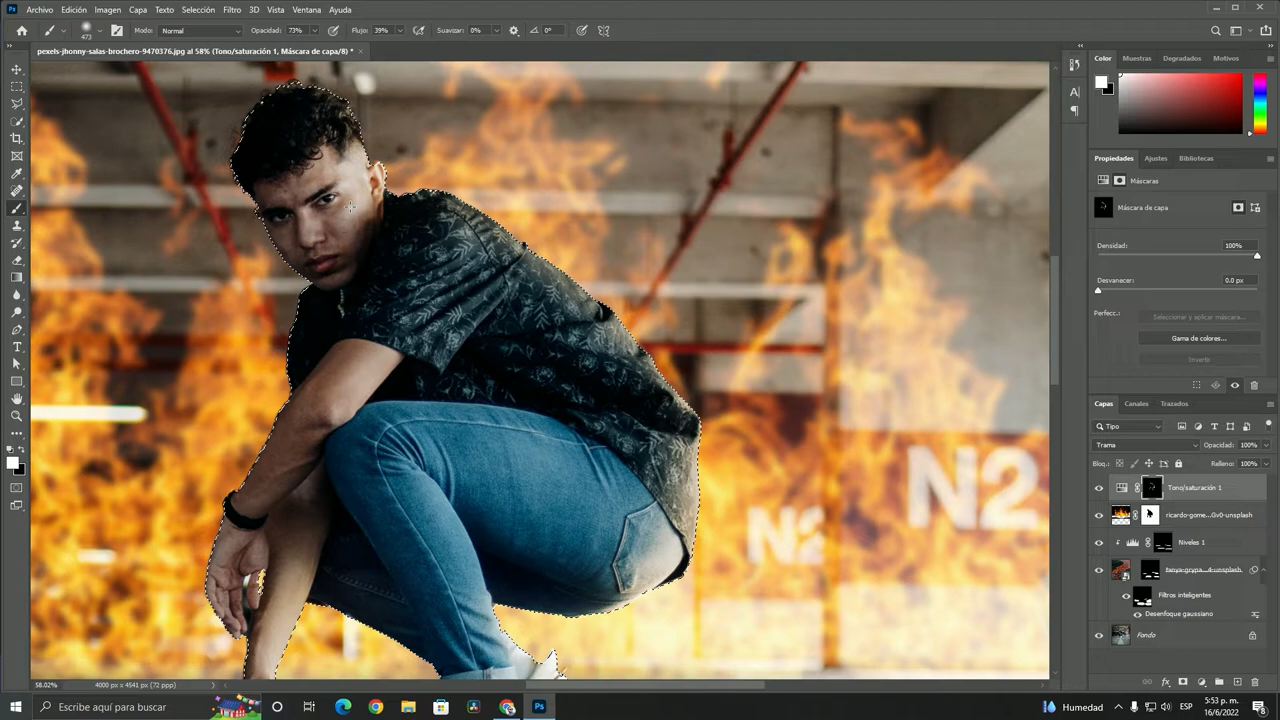 Archivo Edición Imagen Capa Texto Selección Filtro 3D Vista Ventana Ayuda
473 Modo: Normal Opacidad: 73% Flujo: 39% Suavizar: 0% 0°
pexels-jhonny-salas-brochero-9470376.jpg al 58% (Tono/saturación 1, Máscara de capa/8) *
Color Muestras Degradados Motivos
Propiedades Ajustes Bibliotecas
Máscaras
Máscara de capa
Densidad: 100%
Desvanecer: 0.0 px
Perfecc.: Seleccionar y aplicar máscara...
Gama de colores...
Invertir
Capas Canales Trazados
Tipo
Trama Opacidad: 100%
Bloq.: Relleno: 100%
Tono/saturación 1
ricardo-gome...Gv0-unsplash
Niveles 1
Filtros inteligentes
Desenfoque gaussiano
Fondo
N2
N2
58.02% 4000 px x 4541 px (72 ppp)
Escribe aquí para buscar
Humedad ESP 5:53 p. m.
16/6/2022
8